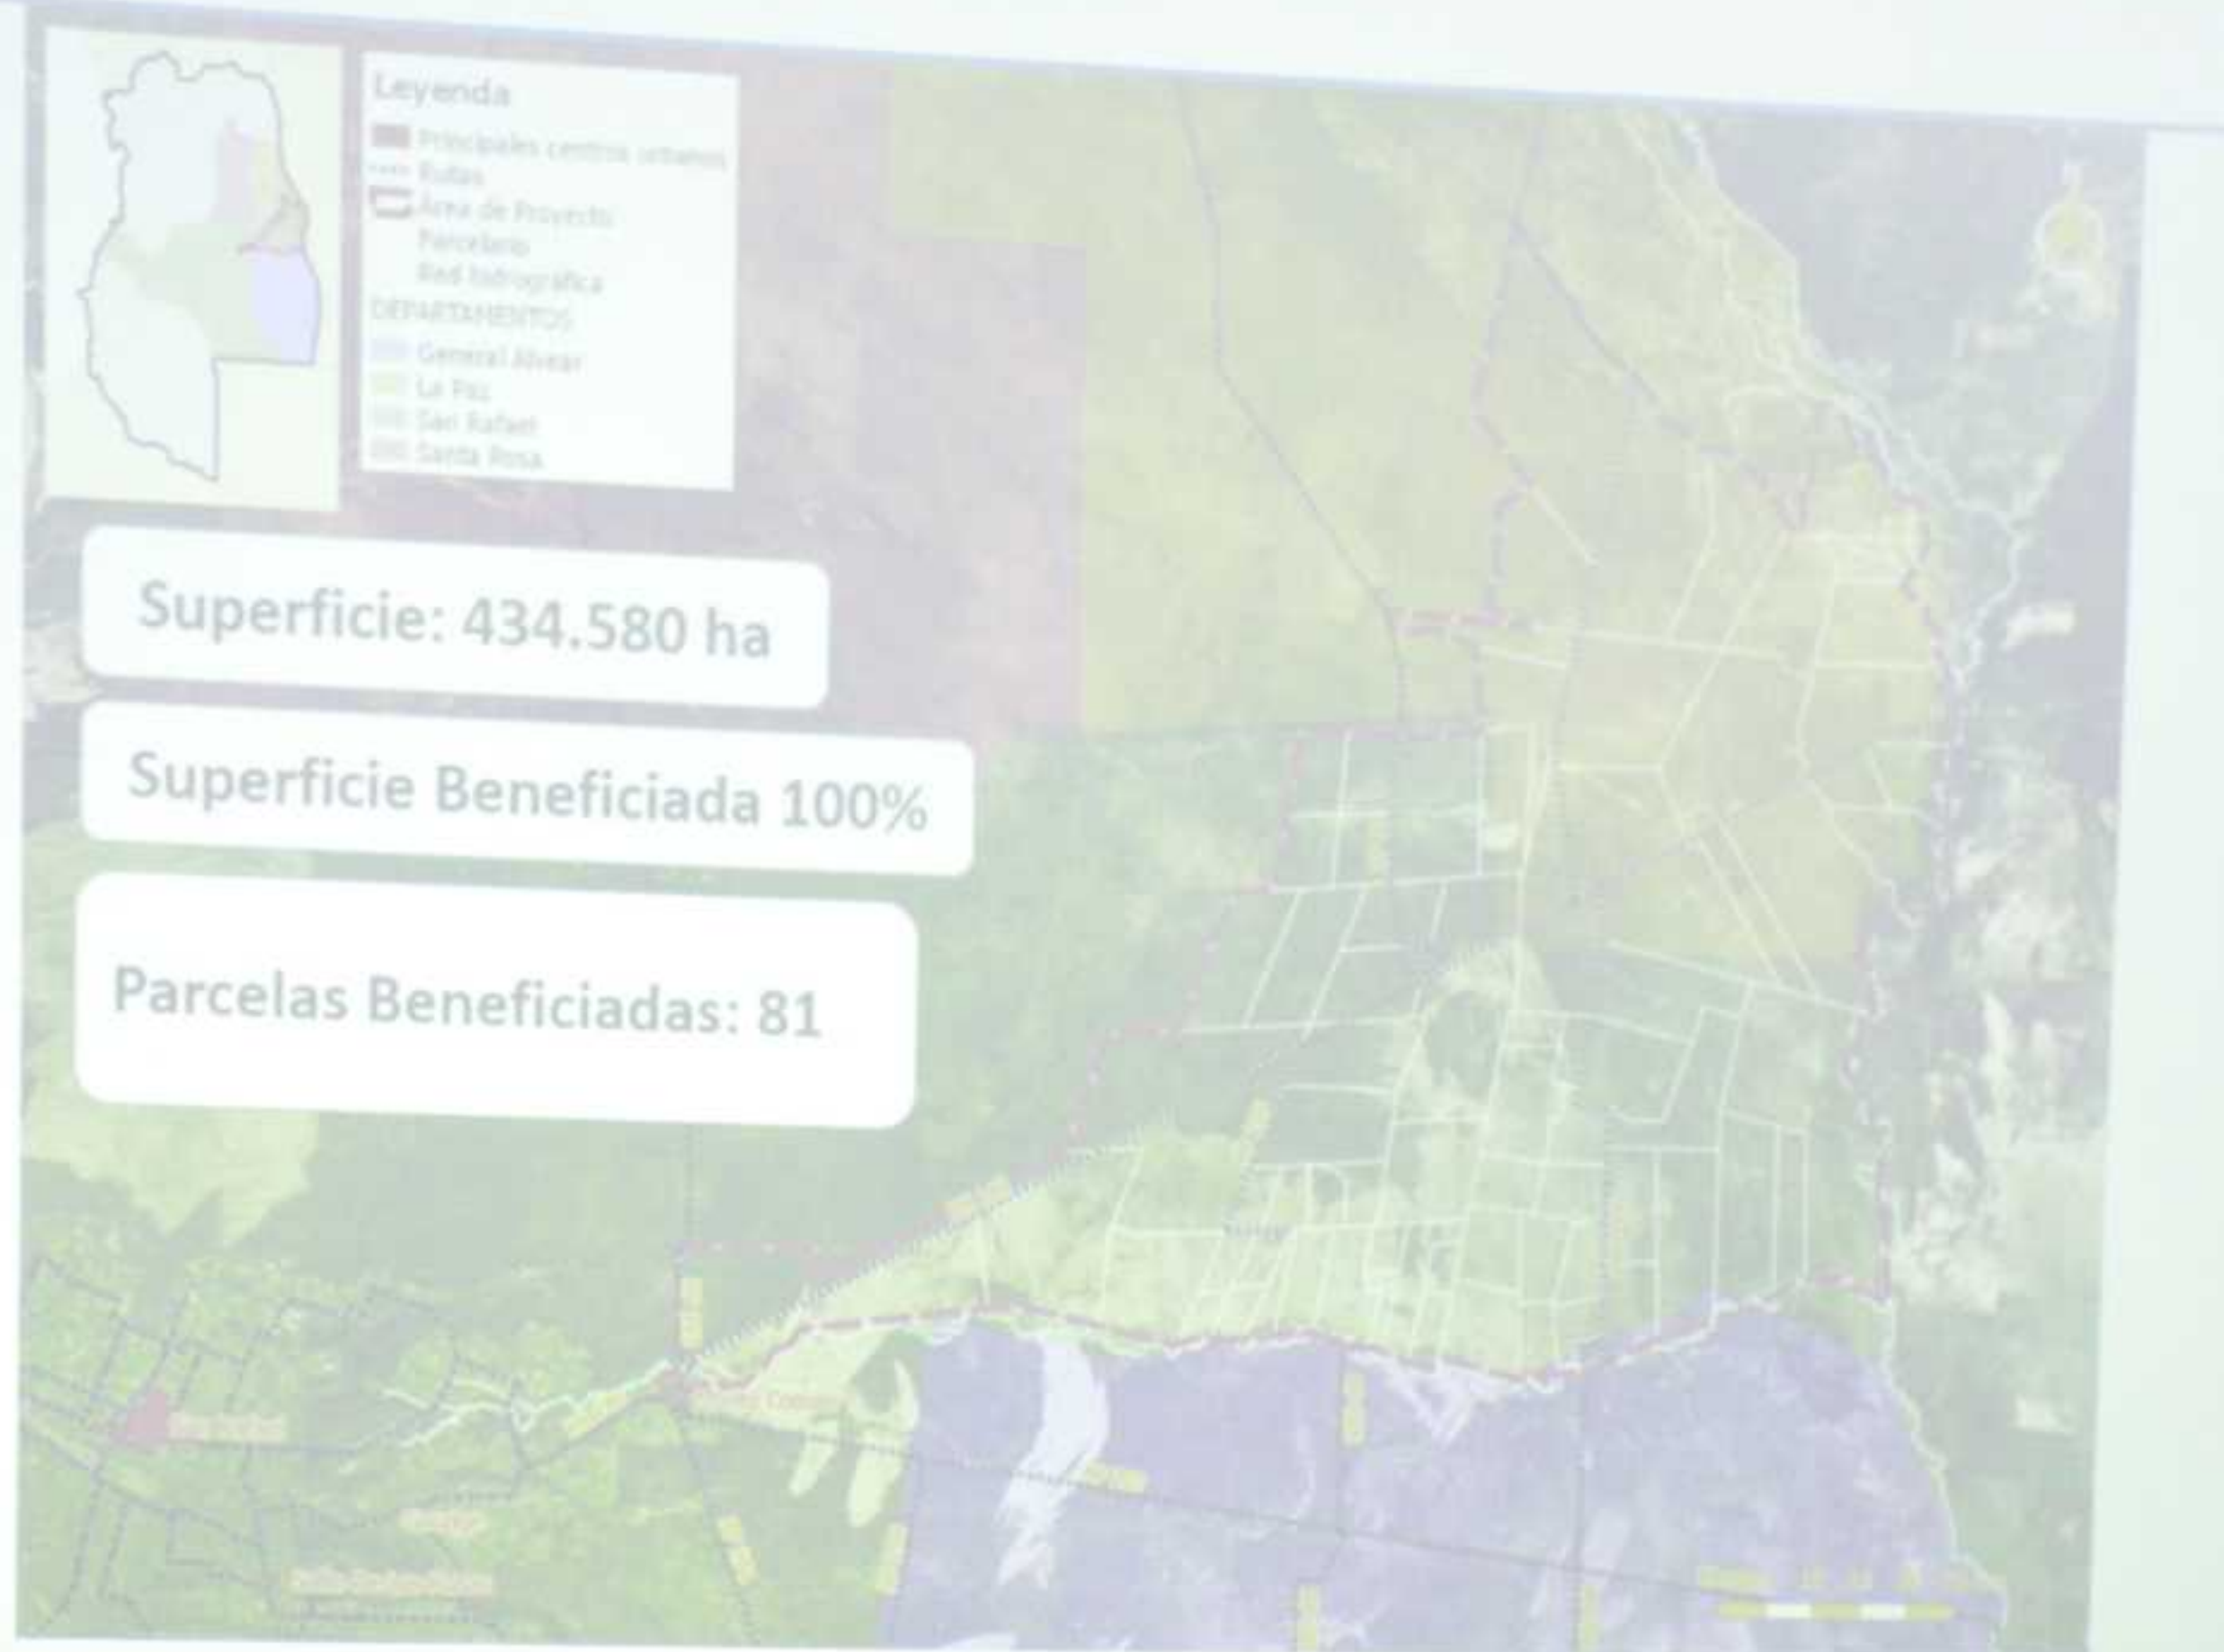 Leyenda
Principales centros urbanos
Rutas
Área de Proyecto
Parcelario
Red hidrográfica
DEPARTAMENTOS
General Alvear
La Paz
San Rafael
Santa Rosa
Superficie: 434.580 ha
Superficie Beneficiada 100%
Parcelas Beneficiadas: 81